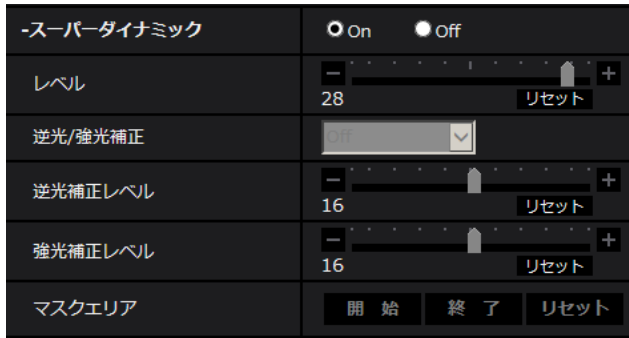 -スーパーダイナミック On Off
レベル - +
28 リセット
逆光/強光補正 Off
逆光補正レベル - +
16 リセット
強光補正レベル - +
16 リセット
マスクエリア 開 始 終 了 リセット